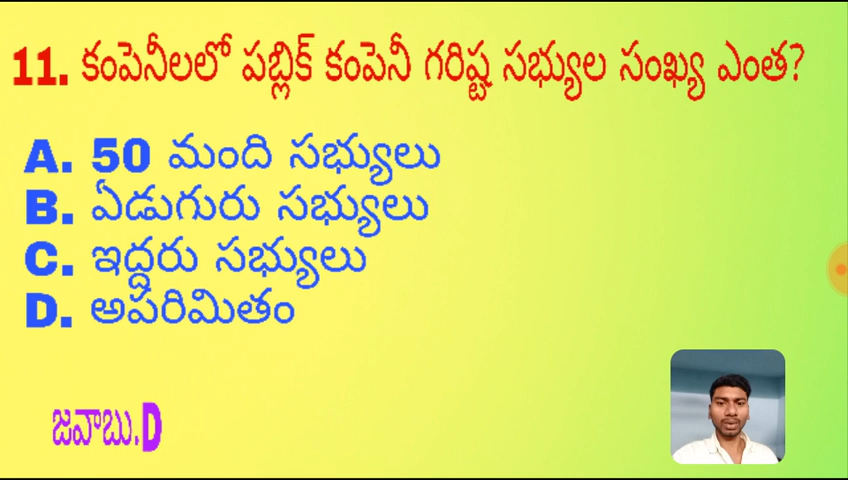 11. కంపెనీలలో పబ్లిక్ కంపెనీ గరిష్ట సభ్యుల సంఖ్య ఎంత?
A. 50 మంది సభ్యులు
B. ఏడుగురు సభ్యులు
C. ఇద్దరు సభ్యులు
D. అపరిమితం
జవాబు.D